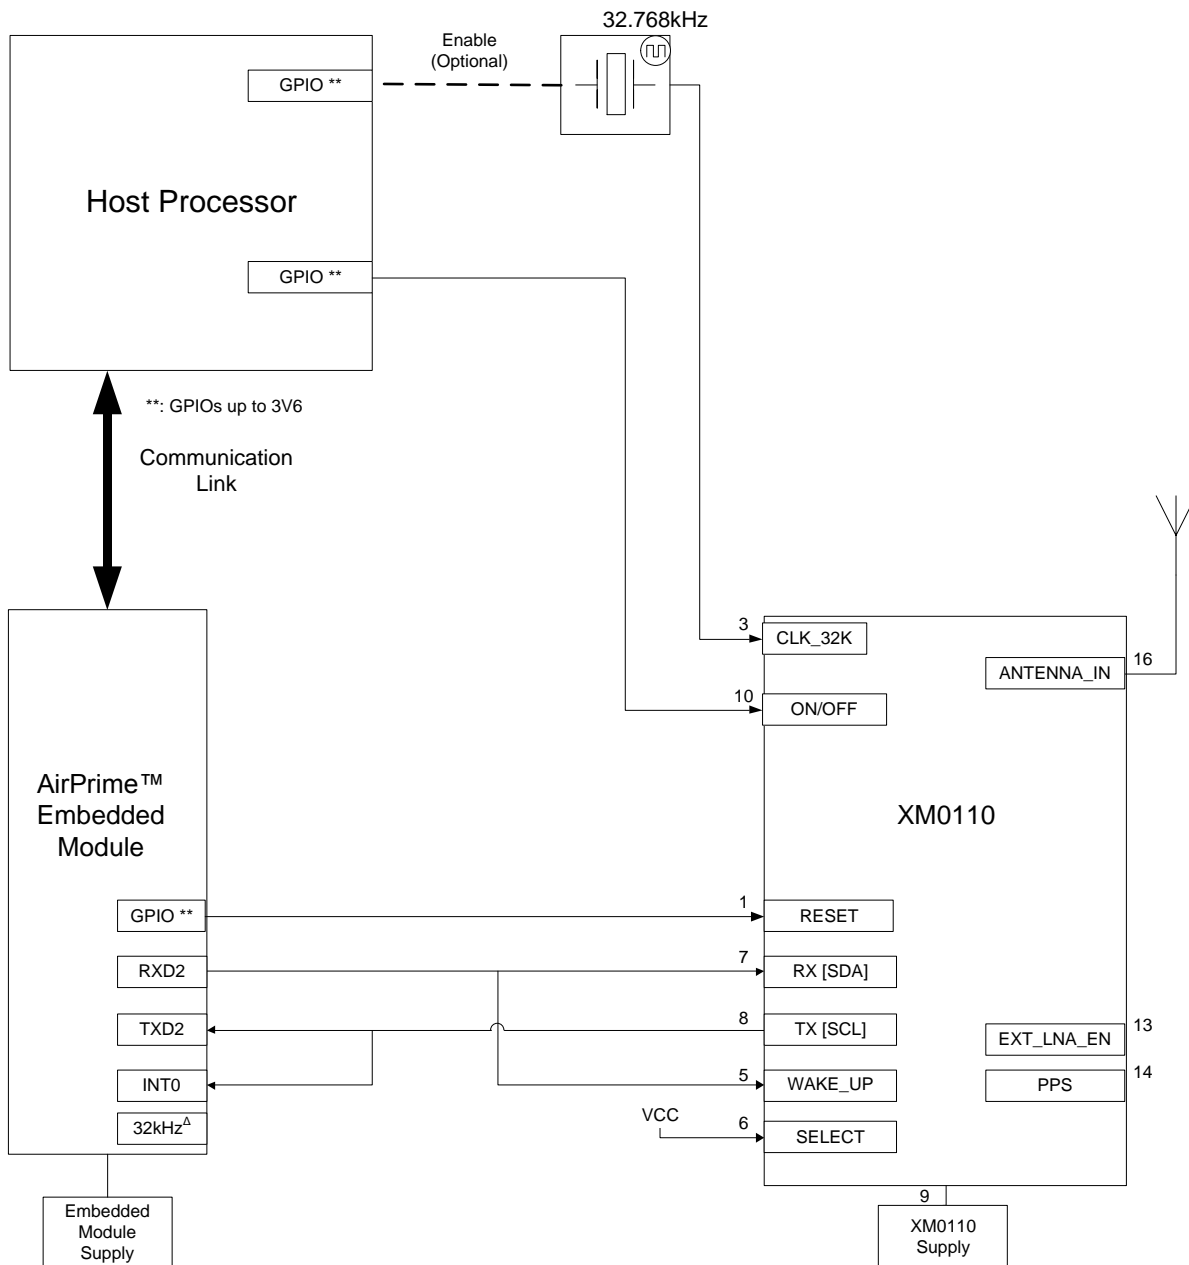 32.768kHz
Enable
(Optional)
GPIO **
Host Processor
GPIO **
**: GPIOs up to 3V6
Communication
Link
3
CLK_32K
ANTENNA_IN
16
10
ON/OFF
AirPrime™
Embedded
Module
XM0110
GPIO **
1
RESET
RXD2
7
RX [SDA]
TXD2
8
TX [SCL]
EXT_LNA_EN
13
INT0
5
WAKE_UP
PPS
14
32kHzΔ
VCC
6
SELECT
9
Embedded
Module
Supply
XM0110
Supply